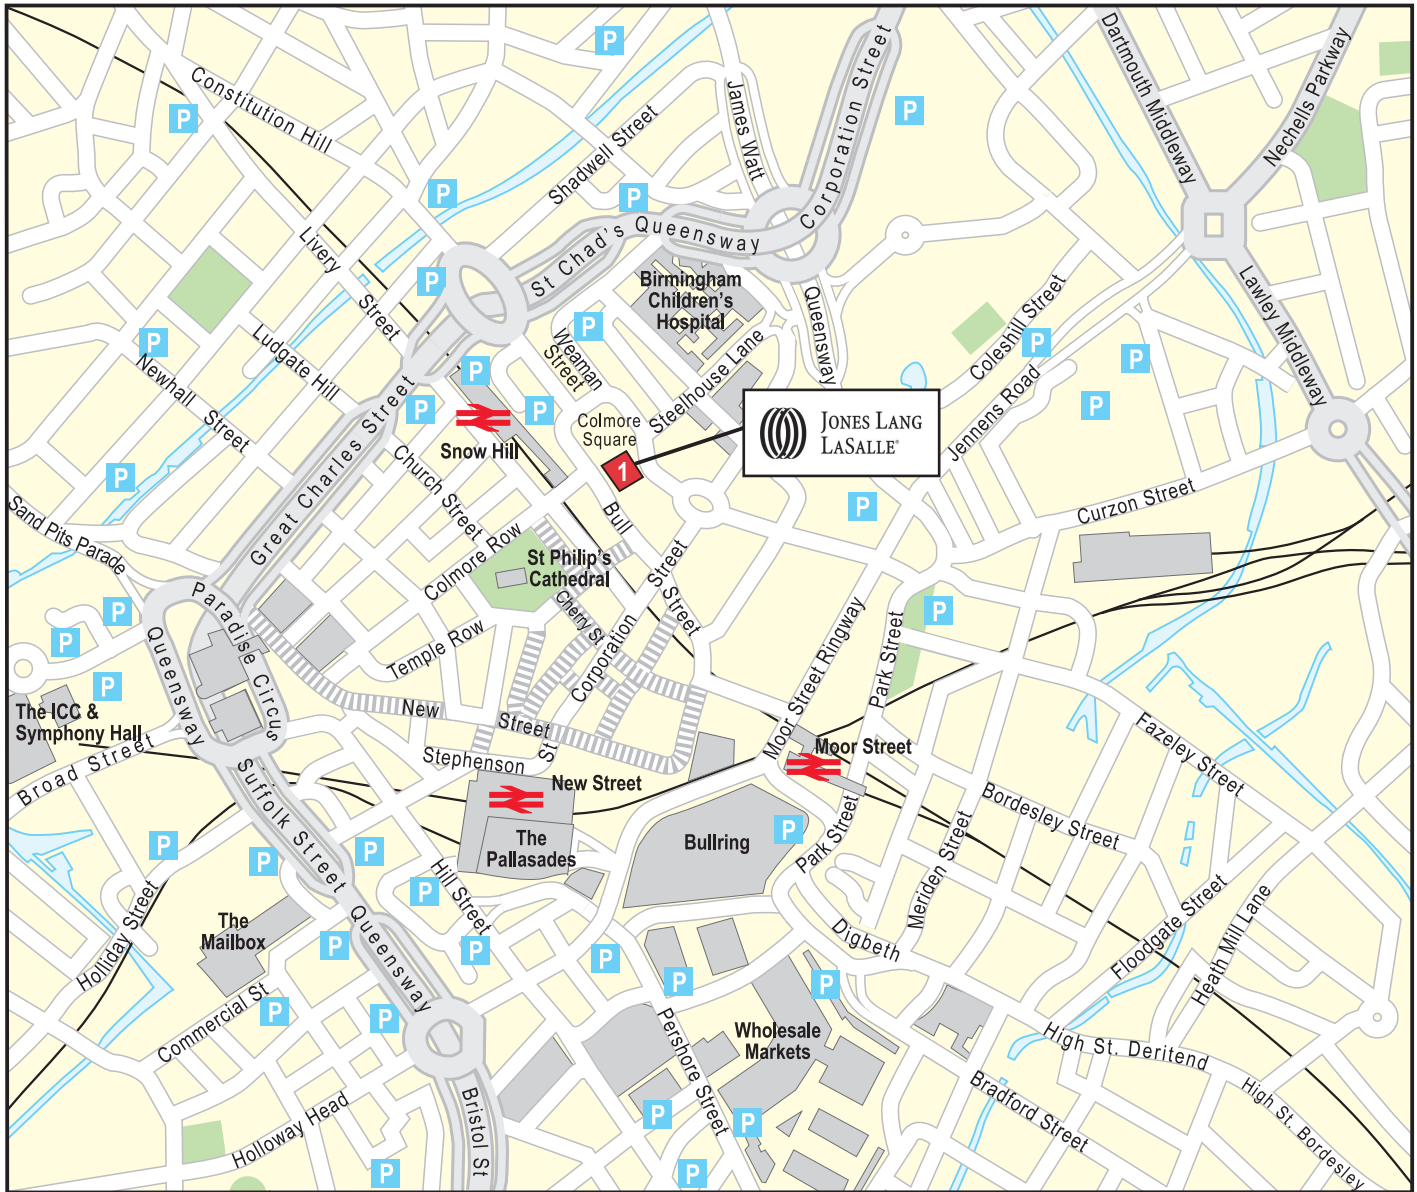 P
Constitution Hill
P
James Watt
Corporation Street
P
Dartmouth Middleway
Nechells Parkway
Shadwell Street
P
P
St Chad's Queensway
Queensway
Livery Street
P
Birmingham
Children's
Hospital
Lawley Middleway
Ludgate Hill
P
Newhall Street
P
Weaman
Street
P
Steelhouse Lane
Coleshill Street
P
P
P
Jennens Road
Great Charles Street
P
P
Snow Hill
Colmore
Square
1
JONES LANG
LASALLE®
P
Church Street
Bull Street
P
Curzon Street
Sand Pits Parade
Colmore Row
St Philip's
Cathedral
Cherry St
Corporation Street
Temple Row
Moor Street Ringway
Park Street
P
P
P
P
Paradise Circus
Queensway
The ICC &
Symphony Hall
Broad Street
New Street
Stephenson St
New Street
The
Pallasades
Moor Street
Fazeley Street
Bordesley Street
Meriden Street
Park Street
Bullring
P
P
P
P
P
Suffolk Street Queensway
Hill Street
Holliday Street
The
Mailbox
P
P
P
P
P
Digbeth
Floodgate Street
Heath Mill Lane
Commercial St
P
P
Pershore Street
Wholesale
Markets
High St. Deritend
High St. Bordesley
Bradford Street
Holloway Head
Bristol St
P
P
P
P